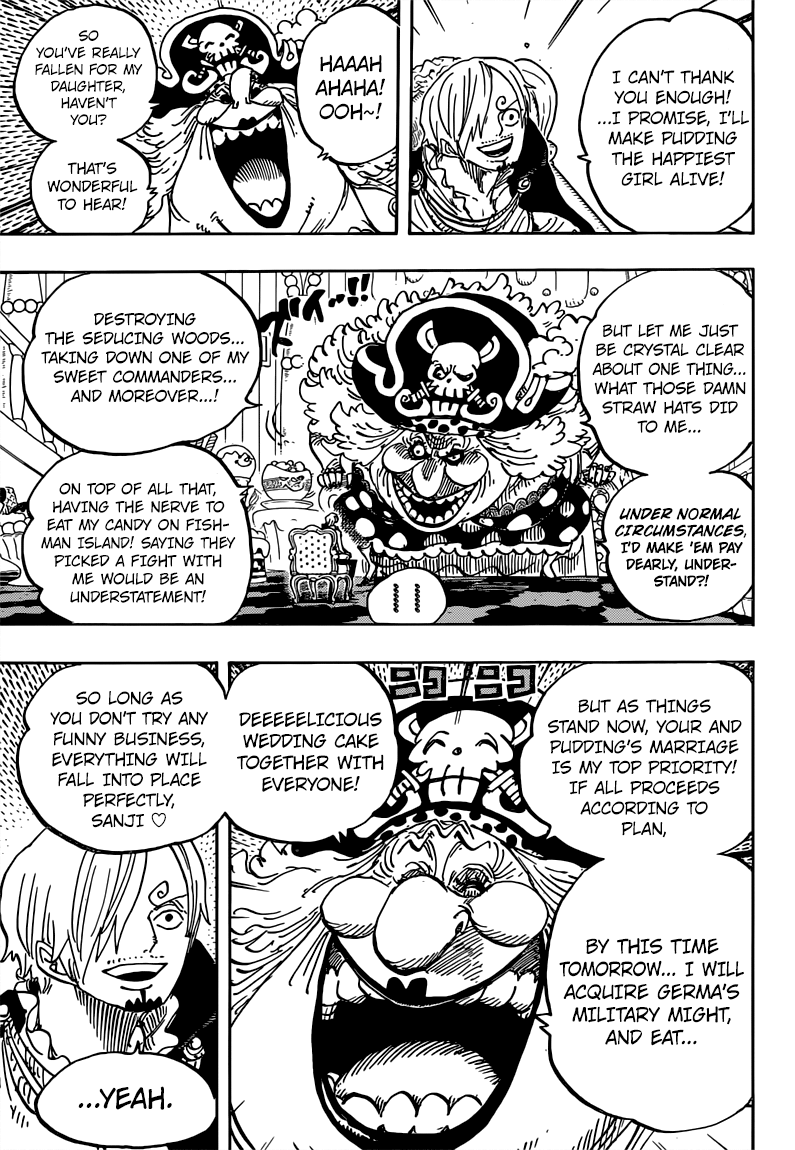 I CAN'T THANK
YOU ENOUGH!
...I PROMISE, I'LL
MAKE PUDDING
THE HAPPIEST
GIRL ALIVE!
HAAAH
AHAHA!
OOH~!
SO
YOU'VE REALLY
FALLEN FOR MY
DAUGHTER,
HAVEN'T
YOU?
THAT'S
WONDERFUL
TO HEAR!
BUT LET ME JUST
BE CRYSTAL CLEAR
ABOUT ONE THING...
WHAT THOSE DAMN
STRAW HATS DID
TO ME...
UNDER NORMAL
CIRCUMSTANCES,
I'D MAKE 'EM PAY
DEARLY, UNDER-
STAND?!
ドイ〜〜!!
DESTROYING
THE SEDUCING WOODS...
TAKING DOWN ONE OF MY
SWEET COMMANDERS...
AND MOREOVER...!
ON TOP OF ALL THAT,
HAVING THE NERVE TO
EAT MY CANDY ON FISH-
MAN ISLAND! SAYING THEY
PICKED A FIGHT WITH
ME WOULD BE AN
UNDERSTATEMENT!
!!
BUT AS THINGS
STAND NOW, YOUR AND
PUDDING'S MARRIAGE
IS MY TOP PRIORITY!
IF ALL PROCEEDS
ACCORDING TO
PLAN,
BY THIS TIME
TOMORROW... I WILL
ACQUIRE GERMA'S
MILITARY MIGHT,
AND EAT...
DEEEEELICIOUS
WEDDING CAKE
TOGETHER WITH
EVERYONE!
SO LONG AS
YOU DON'T TRY ANY
FUNNY BUSINESS,
EVERYTHING WILL
FALL INTO PLACE
PERFECTLY,
SANJI ♡
...YEAH.